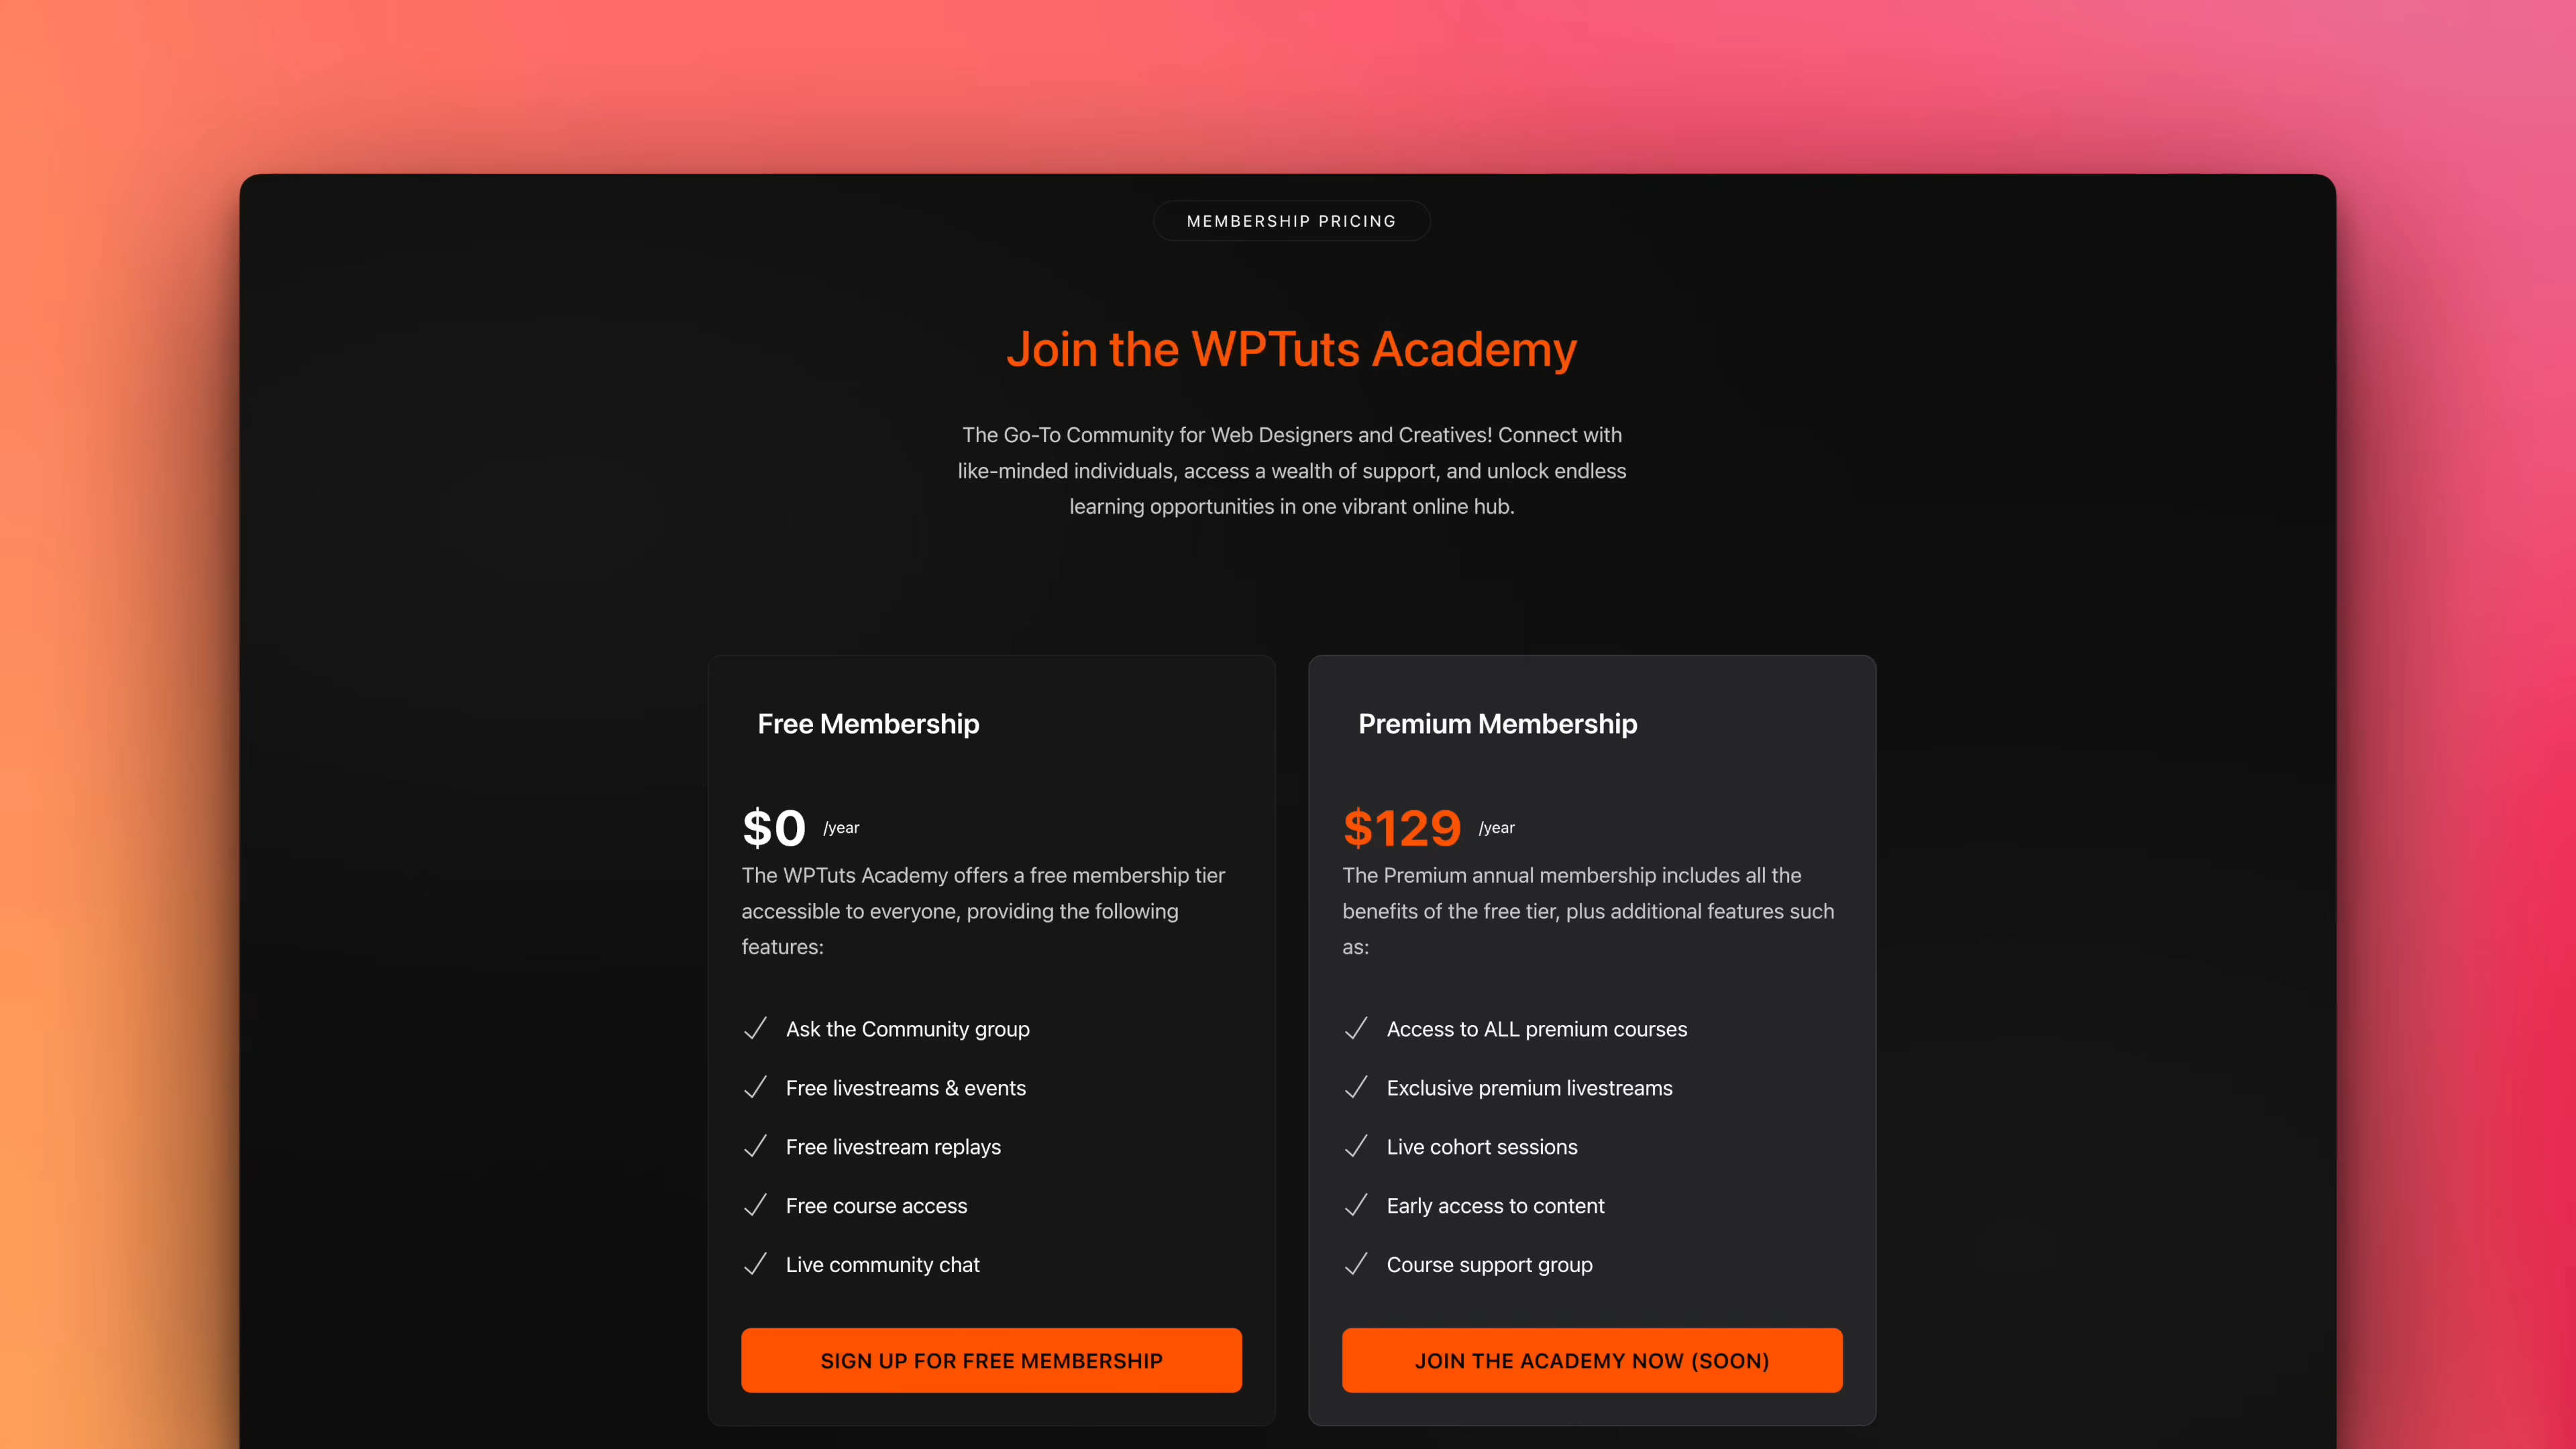 MEMBERSHIP PRICING
Join the WPTuts Academy
The Go-To Community for Web Designers and Creatives! Connect with
like-minded individuals, access a wealth of support, and unlock endless
learning opportunities in one vibrant online hub.
Free Membership
$0 /year
The WPTuts Academy offers a free membership tier
accessible to everyone, providing the following
features:
Ask the Community group
Free livestreams & events
Free livestream replays
Free course access
Live community chat
SIGN UP FOR FREE MEMBERSHIP
Premium Membership
$129 /year
The Premium annual membership includes all the
benefits of the free tier, plus additional features such
as:
Access to ALL premium courses
Exclusive premium livestreams
Live cohort sessions
Early access to content
Course support group
JOIN THE ACADEMY NOW (SOON)